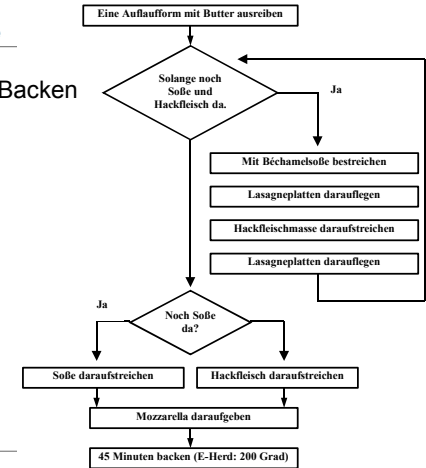 Eine Auflaufform mit Butter ausreiben
Backen
Solange noch
Soße und
Hackfleisch da.
Ja
Mit Béchamelsoße bestreichen
Lasagneplatten darauflegen
Hackfleischmasse daraufstreichen
Lasagneplatten darauflegen
Ja
Noch Soße
da?
Soße daraufstreichen
Hackfleisch daraufstreichen
Mozzarella daraufgeben
45 Minuten backen (E-Herd: 200 Grad)